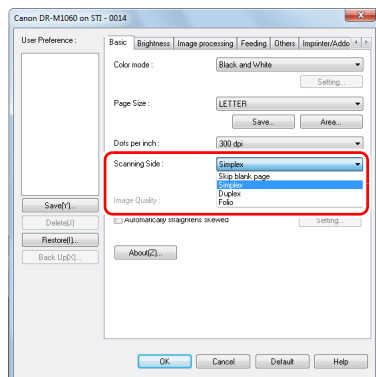 Canon DR-M1060 on STI - 0014
User Preference :
Save(Y)...
Delete(J)
Restore(I)...
Back Up(X)...
Basic Brightness Image processing Feeding Others Imprinter/Addo
Color mode : Black and White
Setting...
Page Size : LETTER
Save... Area...
Dots per inch : 300 dpi
Scanning Side : Simplex
Skip blank page
Simplex
Duplex
Folio
Image Quality :
Automatically straightens skewed Setting...
About(Z)...
OK Cancel Default Help